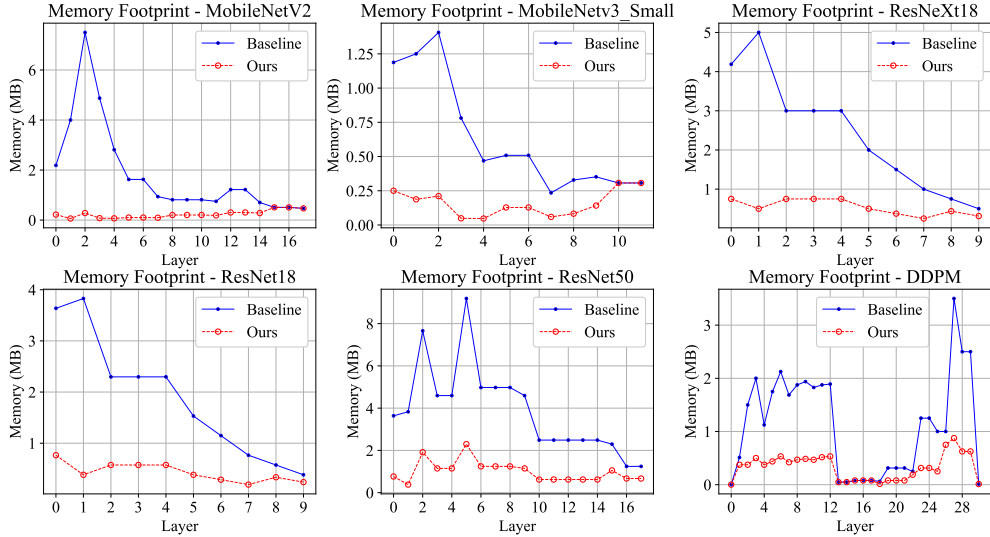 Memory Footprint - MobileNetV2
Memory (MB)
6
4
2
0
Baseline
Ours
0 2 4 6 8 10 12 14 16
Layer
Memory Footprint - MobileNetv3_Small
Memory (MB)
1.25
1.00
0.75
0.50
0.25
0.00
Baseline
Ours
0 2 4 6 8 10
Layer
Memory Footprint - ResNeXt18
Memory (MB)
5
4
3
2
1
Baseline
Ours
0 1 2 3 4 5 6 7 8 9
Layer
Memory Footprint - ResNet18
Memory (MB)
4
3
2
1
Baseline
Ours
0 1 2 3 4 5 6 7 8 9
Layer
Memory Footprint - ResNet50
Memory (MB)
8
6
4
2
0
Baseline
Ours
0 2 4 6 8 10 12 14 16
Layer
Memory Footprint - DDPM
Memory (MB)
3
2
1
0
Baseline
Ours
0 4 8 12 16 20 24 28
Layer